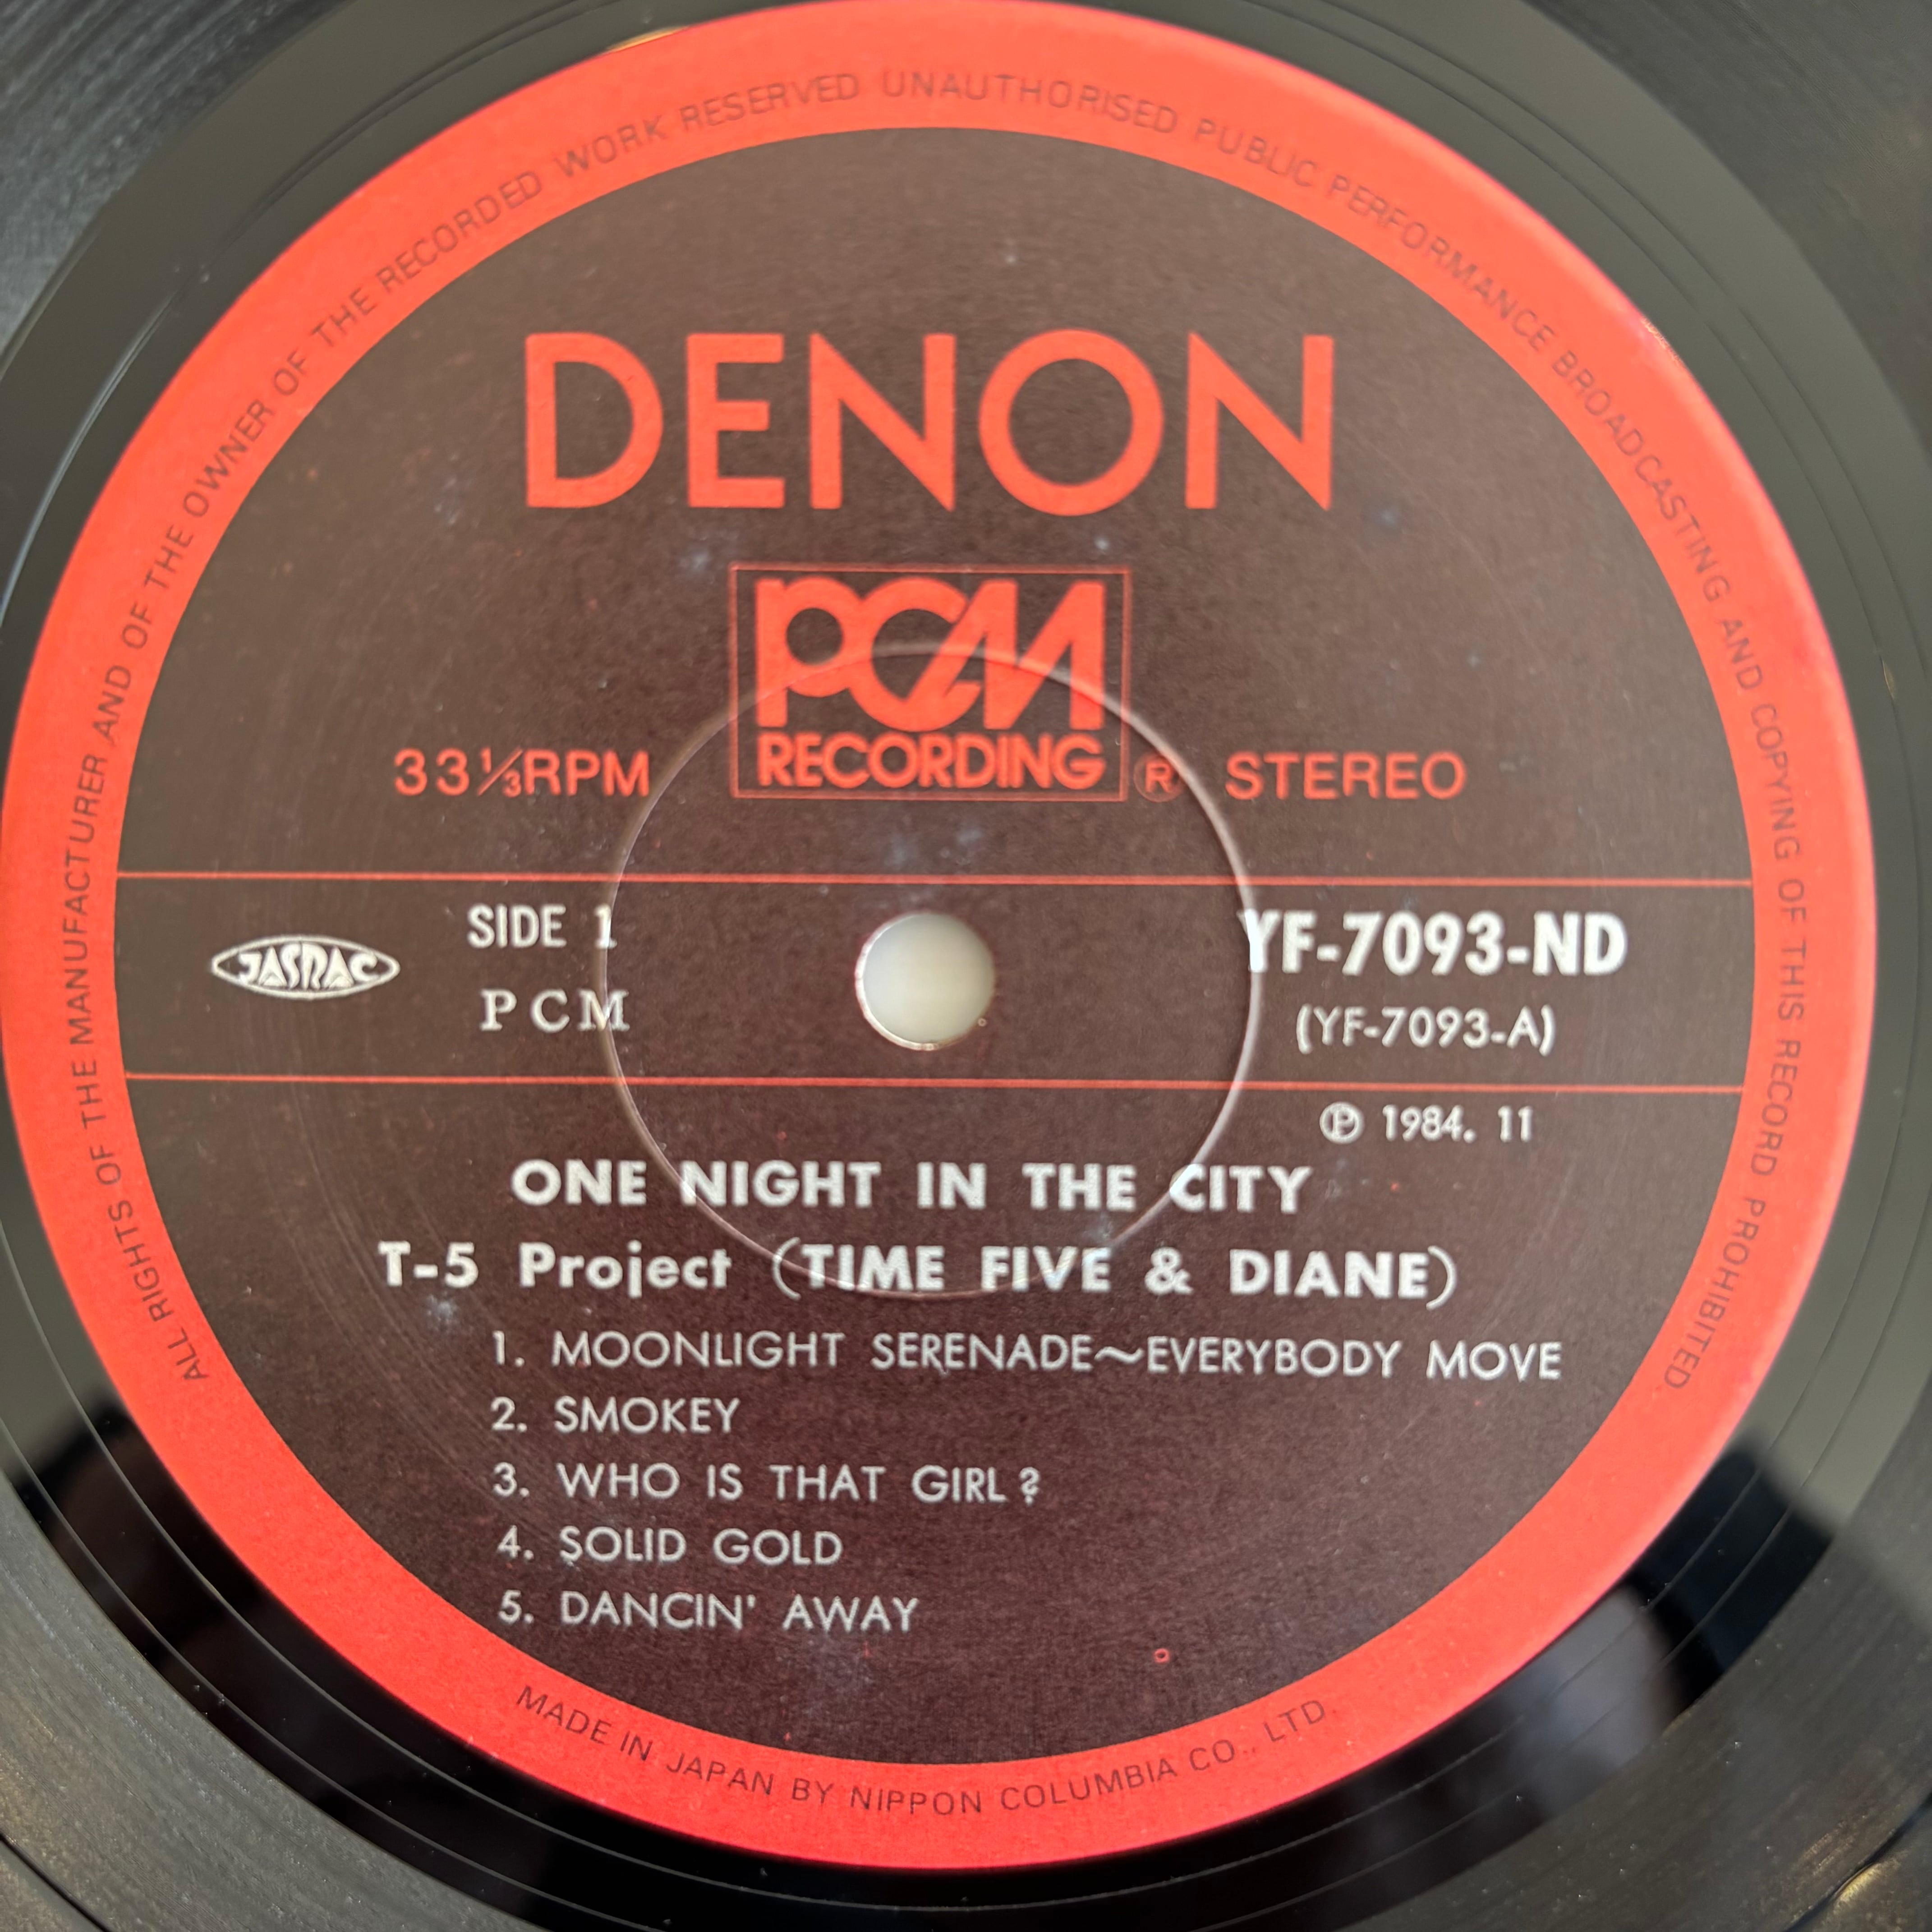 ALL RIGHTS OF THE MANUFACTURER AND OF THE OWNER OF THE RECORDED WORK RESERVED UNAUTHORISED PUBLIC PERFORMANCE BROADCASTING AND COPYING OF THIS RECORD PROHIBITED
DENON
PCM
RECORDING
33⅓RPM ® STEREO
JASRAC
SIDE 1
PCM
YF-7093-ND
(YF-7093-A)
℗ 1984. 11
ONE NIGHT IN THE CITY
T-5 Project (TIME FIVE & DIANE)
1. MOONLIGHT SERENADE~EVERYBODY MOVE
2. SMOKEY
3. WHO IS THAT GIRL?
4. SOLID GOLD
5. DANCIN' AWAY
MADE IN JAPAN BY NIPPON COLUMBIA CO., LTD.